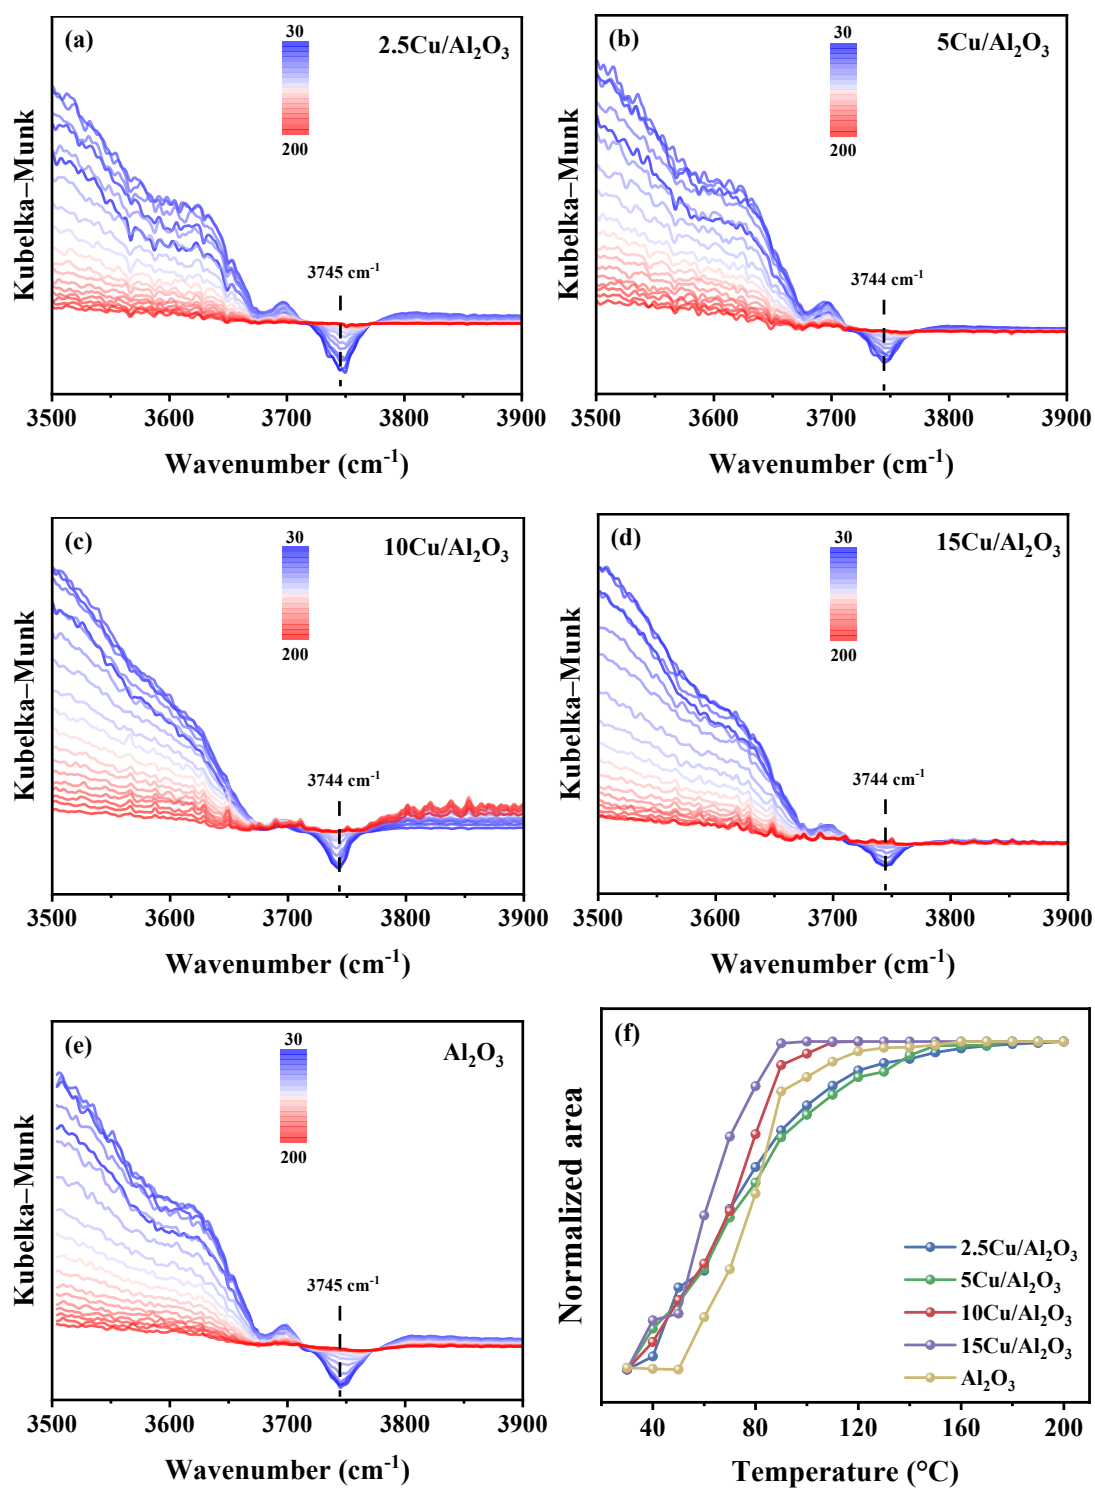 (a)
30
200
2.5Cu/Al₂O₃
3745 cm⁻¹
Kubelka–Munk
3500 3600 3700 3800 3900
Wavenumber (cm⁻¹)
(b)
30
200
5Cu/Al₂O₃
3744 cm⁻¹
Kubelka–Munk
3500 3600 3700 3800 3900
Wavenumber (cm⁻¹)
(c)
30
200
10Cu/Al₂O₃
3744 cm⁻¹
Kubelka–Munk
3500 3600 3700 3800 3900
Wavenumber (cm⁻¹)
(d)
30
200
15Cu/Al₂O₃
3744 cm⁻¹
Kubelka–Munk
3500 3600 3700 3800 3900
Wavenumber (cm⁻¹)
(e)
30
200
Al₂O₃
3745 cm⁻¹
Kubelka–Munk
3500 3600 3700 3800 3900
Wavenumber (cm⁻¹)
(f)
Normalized area
2.5Cu/Al₂O₃
5Cu/Al₂O₃
10Cu/Al₂O₃
15Cu/Al₂O₃
Al₂O₃
40 80 120 160 200
Temperature (°C)